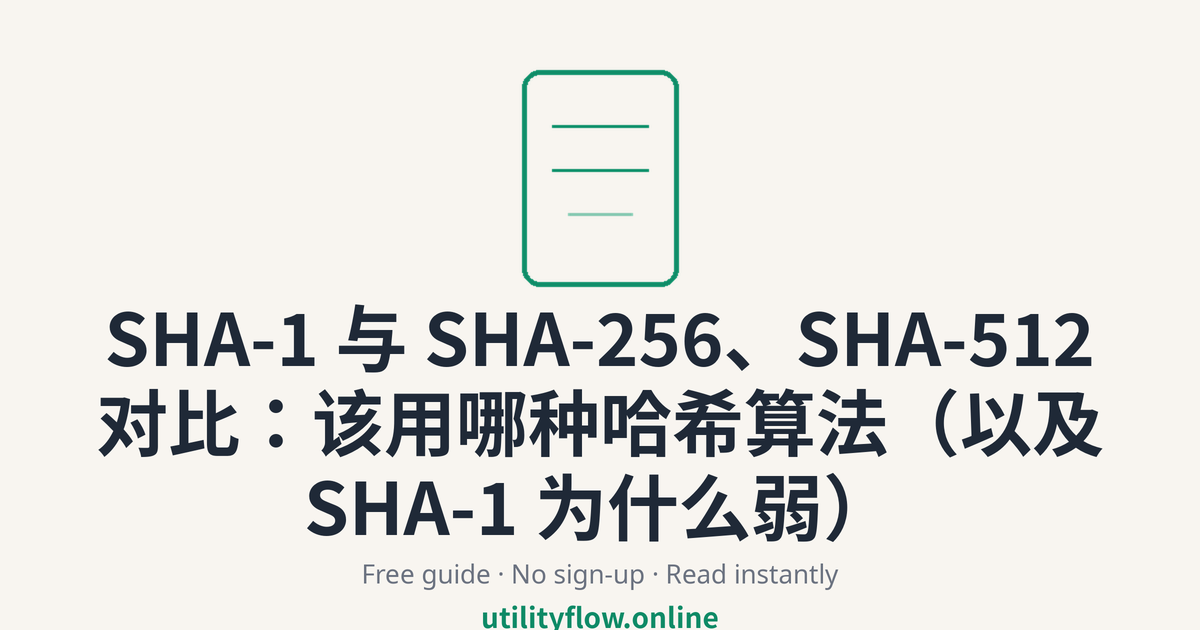 SHA-1 与 SHA-256、SHA-512
对比：该用哪种哈希算法（以及
SHA-1 为什么弱）
Free guide · No sign-up · Read instantly
utilityflow.online